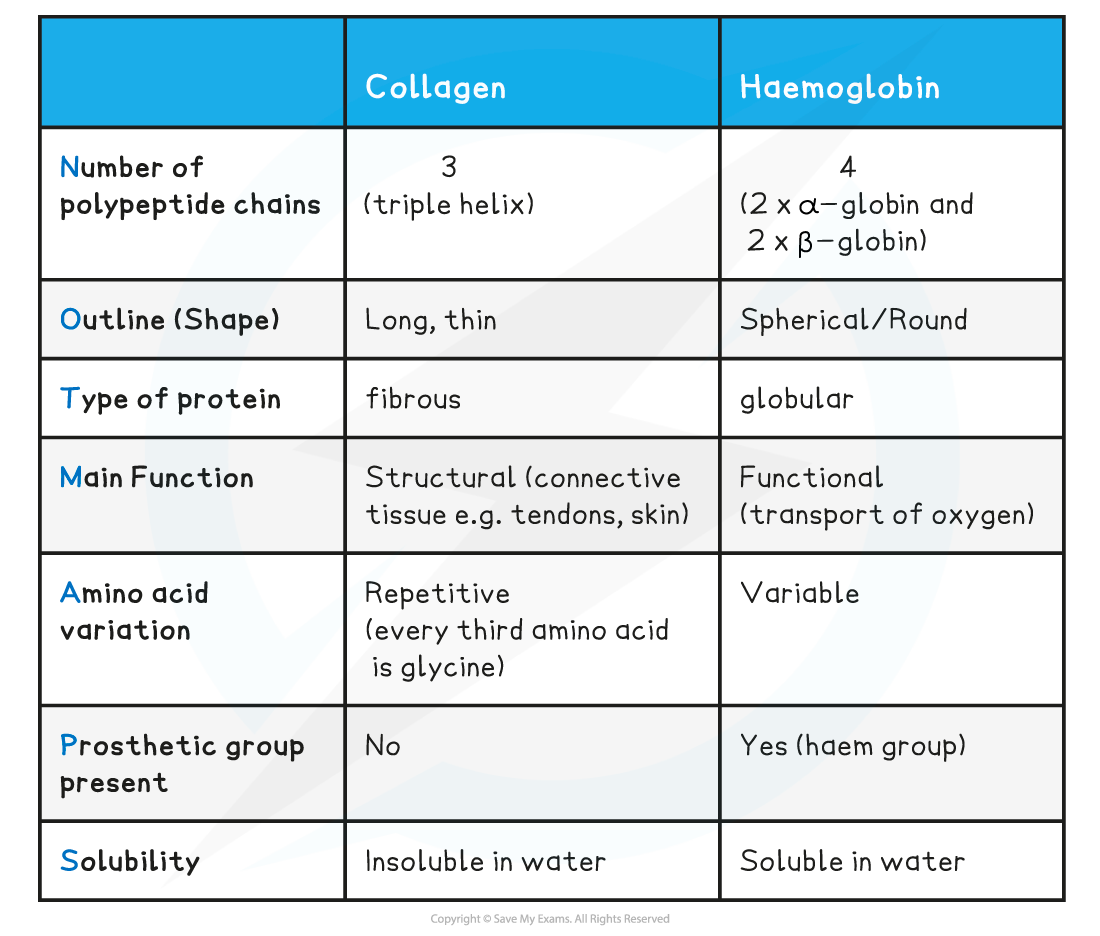 Collagen
Haemoglobin
Number of
polypeptide chains
3
(triple helix)
4
(2 x α-globin and
2 x β-globin)
Outline (Shape)
Long, thin
Spherical/Round
Type of protein
fibrous
globular
Main Function
Structural (connective
tissue e.g. tendons, skin)
Functional
(transport of oxygen)
Amino acid
variation
Repetitive
(every third amino acid
is glycine)
Variable
Prosthetic group
present
No
Yes (haem group)
Solubility
Insoluble in water
Soluble in water
Copyright © Save My Exams. All Rights Reserved